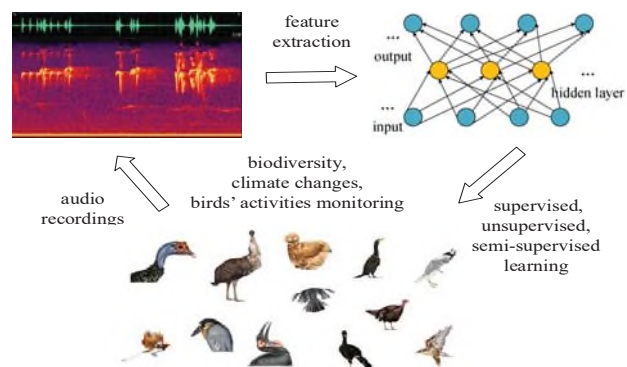 feature
extraction
...
output
...
hidden layer
...
input
biodiversity,
climate changes,
birds' activities monitoring
audio
recordings
supervised,
unsupervised,
semi-supervised
learning